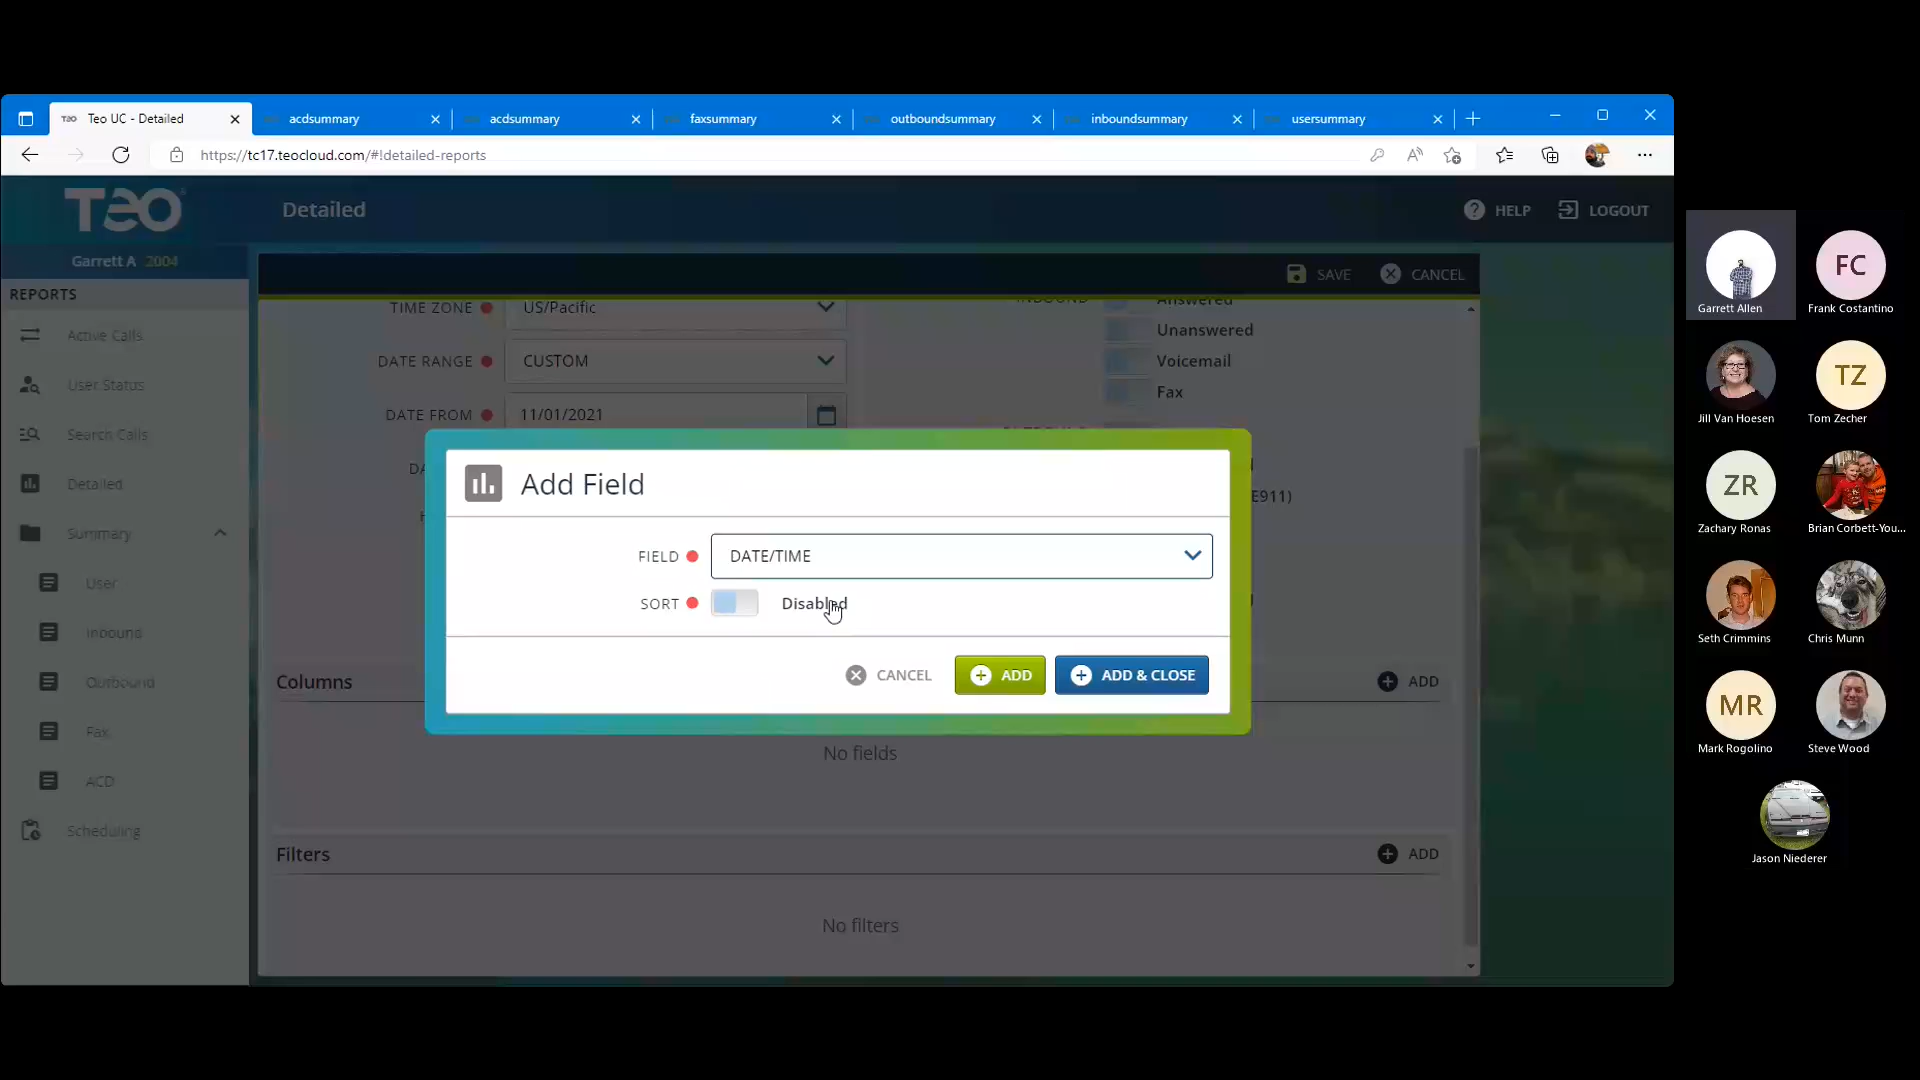 Teo UC - Detailed
acdsummary
acdsummary
faxsummary
outboundsummary
inboundsummary
usersummary
https://tc17.teocloud.com/#!detailed-reports
Teo
Detailed
HELP
LOGOUT
Garrett A 2004
REPORTS
Active Calls
User Status
Search Calls
Detailed
Summary
User
Inbound
Outbound
Fax
ACD
Scheduling
SAVE
CANCEL
TIME ZONE
US/Pacific
DATE RANGE
CUSTOM
DATE FROM
11/01/2021
INBOUND
Answered
Unanswered
Voicemail
Fax
E911)
Add Field
FIELD
DATE/TIME
SORT
Disabled
CANCEL
ADD
ADD & CLOSE
Columns
ADD
No fields
Filters
ADD
No filters
Garrett Allen
FC
Frank Costantino
Jill Van Hoesen
TZ
Tom Zecher
ZR
Zachary Ronas
Brian Corbett-You...
Seth Crimmins
Chris Munn
MR
Mark Rogolino
Steve Wood
Jason Niederer